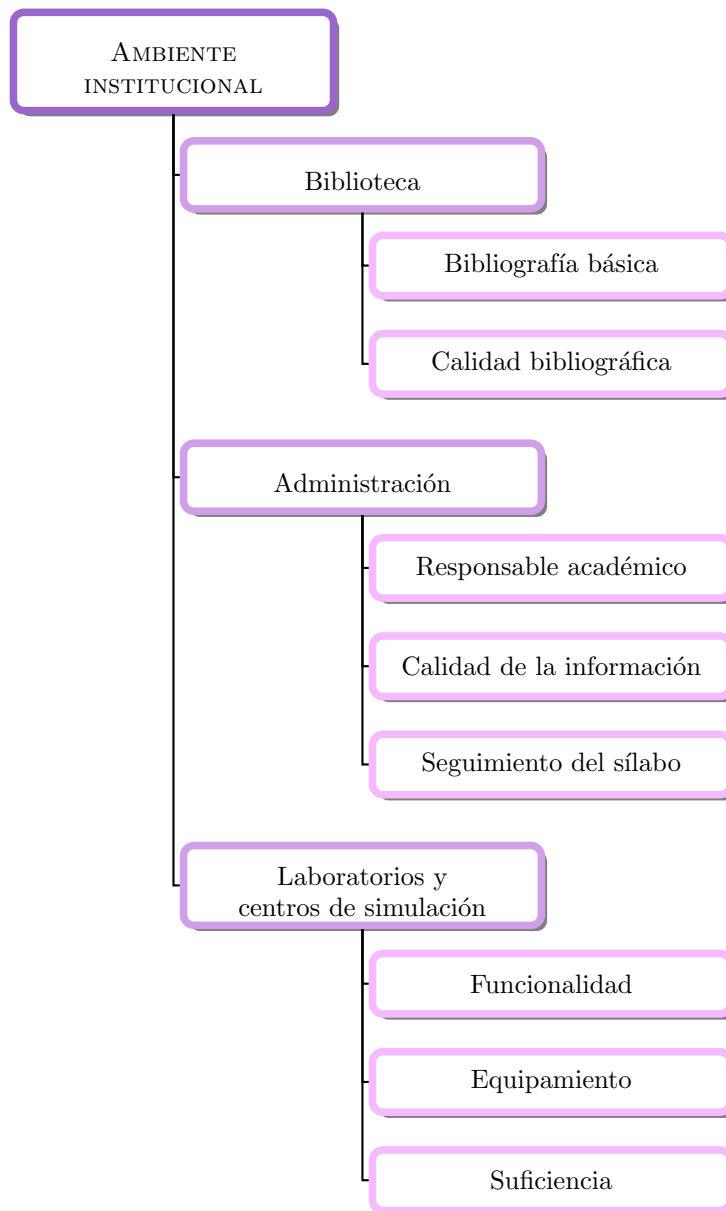 AMBIENTE
INSTITUCIONAL
Biblioteca
Bibliografía básica
Calidad bibliográfica
Administración
Responsable académico
Calidad de la información
Seguimiento del sílabo
Laboratorios y
centros de simulación
Funcionalidad
Equipamiento
Suficiencia